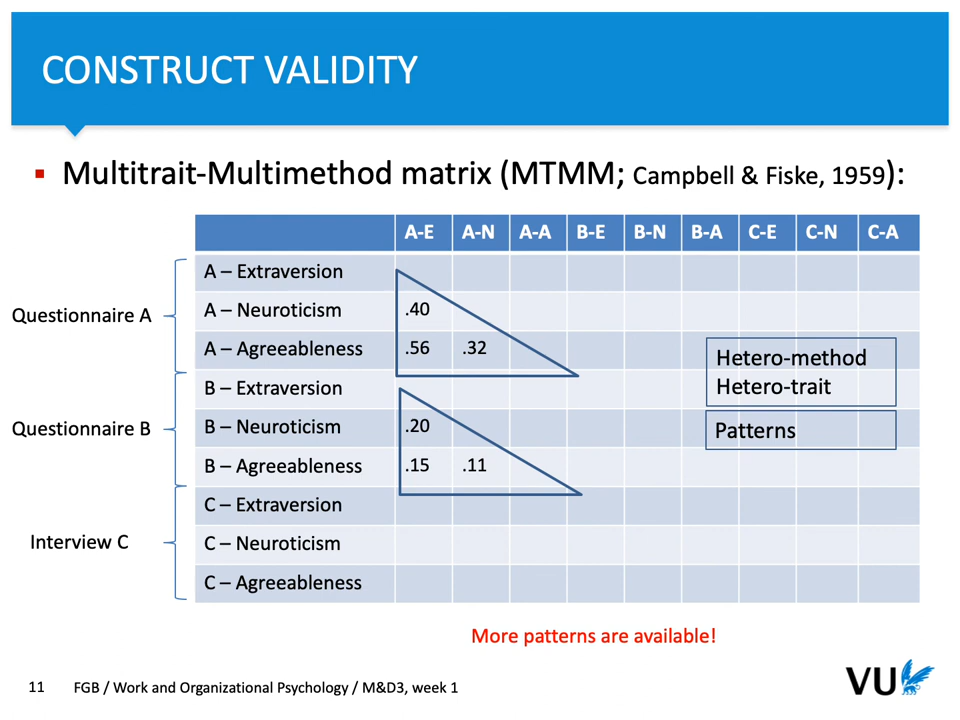 CONSTRUCT VALIDITY
▪ Multitrait-Multimethod matrix (MTMM; Campbell & Fiske, 1959):
A-E A-N A-A B-E B-N B-A C-E C-N C-A
Questionnaire A
A – Extraversion
A – Neuroticism .40
A – Agreeableness .56 .32
Questionnaire B
B – Extraversion
B – Neuroticism .20
B – Agreeableness .15 .11
Interview C
C – Extraversion
C – Neuroticism
C – Agreeableness
Hetero-method
Hetero-trait
Patterns
More patterns are available!
11 FGB / Work and Organizational Psychology / M&D3, week 1
VU